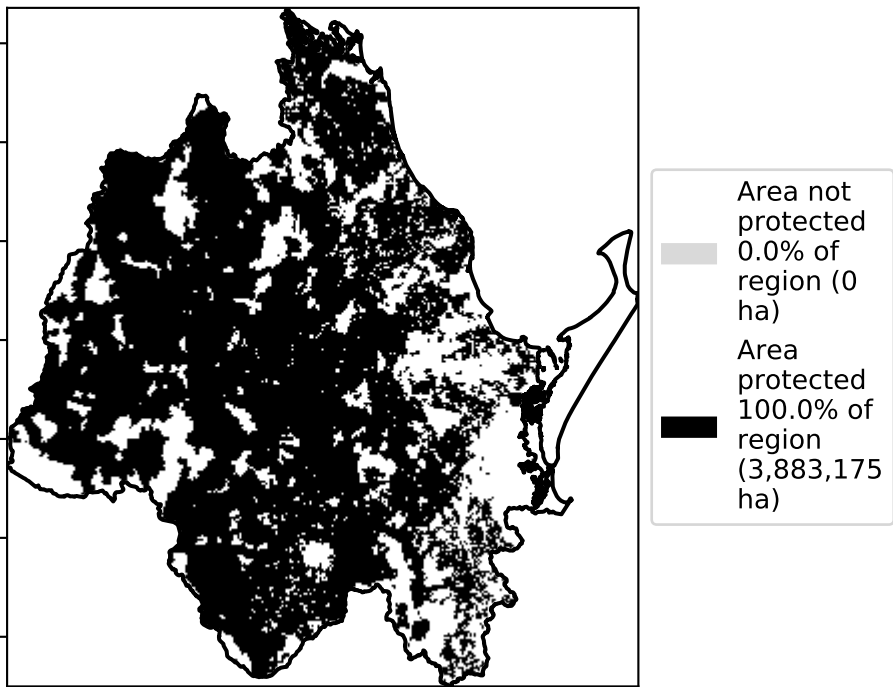 Area not
protected
0.0% of
region (0
ha)
Area
protected
100.0% of
region
(3,883,175
ha)